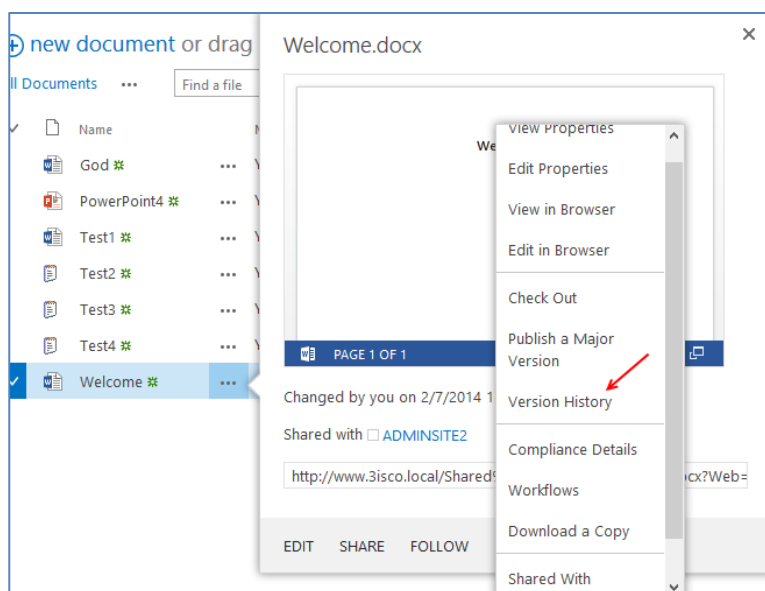 new document or drag
All Documents ... Find a file
Name
God
PowerPoint4
Test1
Test2
Test3
Test4
Welcome
Welcome.docx
We
PAGE 1 OF 1
Changed by you on 2/7/2014 1
Shared with ADMINSITE2
http://www.3isco.local/Shared%
ocx?Web=
EDIT SHARE FOLLOW
View Properties
Edit Properties
View in Browser
Edit in Browser
Check Out
Publish a Major
Version
Version History
Compliance Details
Workflows
Download a Copy
Shared With